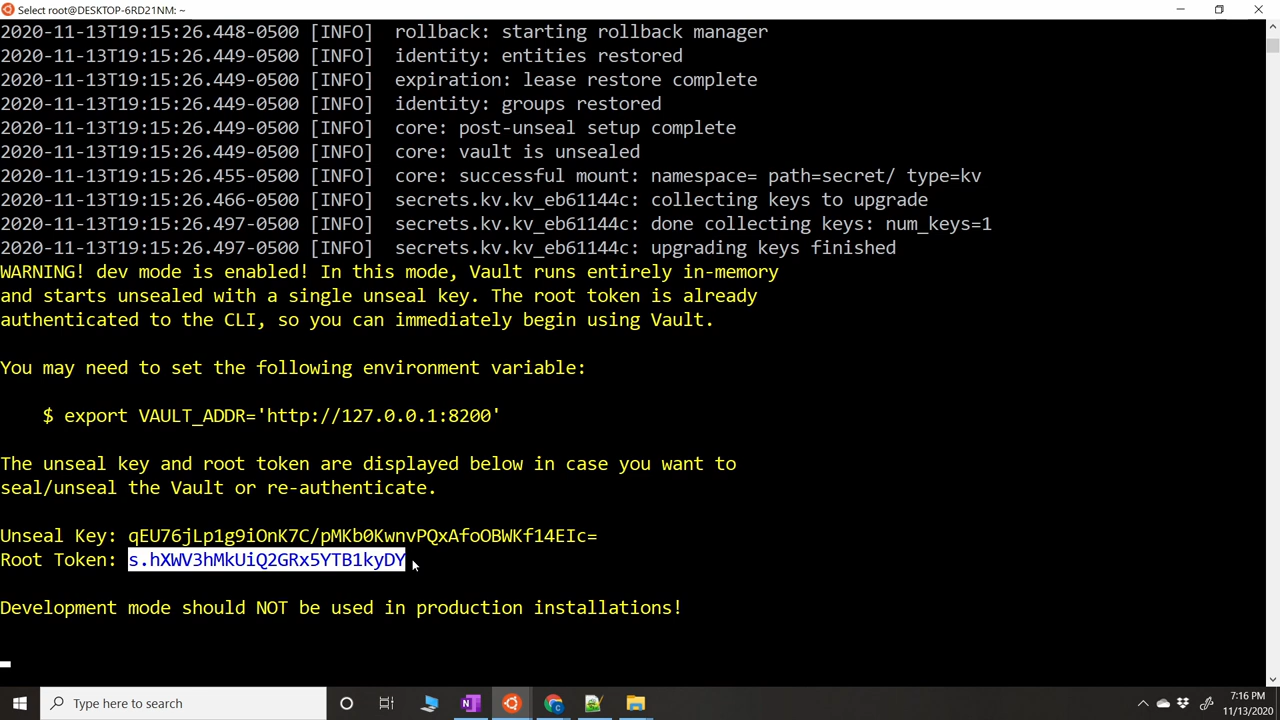 Select root@DESKTOP-6RD21NM: ~
2020-11-13T19:15:26.448-0500 [INFO]  rollback: starting rollback manager
2020-11-13T19:15:26.449-0500 [INFO]  identity: entities restored
2020-11-13T19:15:26.449-0500 [INFO]  expiration: lease restore complete
2020-11-13T19:15:26.449-0500 [INFO]  identity: groups restored
2020-11-13T19:15:26.449-0500 [INFO]  core: post-unseal setup complete
2020-11-13T19:15:26.449-0500 [INFO]  core: vault is unsealed
2020-11-13T19:15:26.455-0500 [INFO]  core: successful mount: namespace= path=secret/ type=kv
2020-11-13T19:15:26.466-0500 [INFO]  secrets.kv.kv_eb61144c: collecting keys to upgrade
2020-11-13T19:15:26.497-0500 [INFO]  secrets.kv.kv_eb61144c: done collecting keys: num_keys=1
2020-11-13T19:15:26.497-0500 [INFO]  secrets.kv.kv_eb61144c: upgrading keys finished
WARNING! dev mode is enabled! In this mode, Vault runs entirely in-memory
and starts unsealed with a single unseal key. The root token is already
authenticated to the CLI, so you can immediately begin using Vault.
You may need to set the following environment variable:
$ export VAULT_ADDR='http://127.0.0.1:8200'
The unseal key and root token are displayed below in case you want to
seal/unseal the Vault or re-authenticate.
Unseal Key: qEU76jLp1g9iOnK7C/pMKb0KwnvPQxAfoOBWKf14EIc=
Root Token: s.hXWV3hMkUiQ2GRx5YTB1kyDY
Development mode should NOT be used in production installations!
Type here to search
7:16 PM
11/13/2020